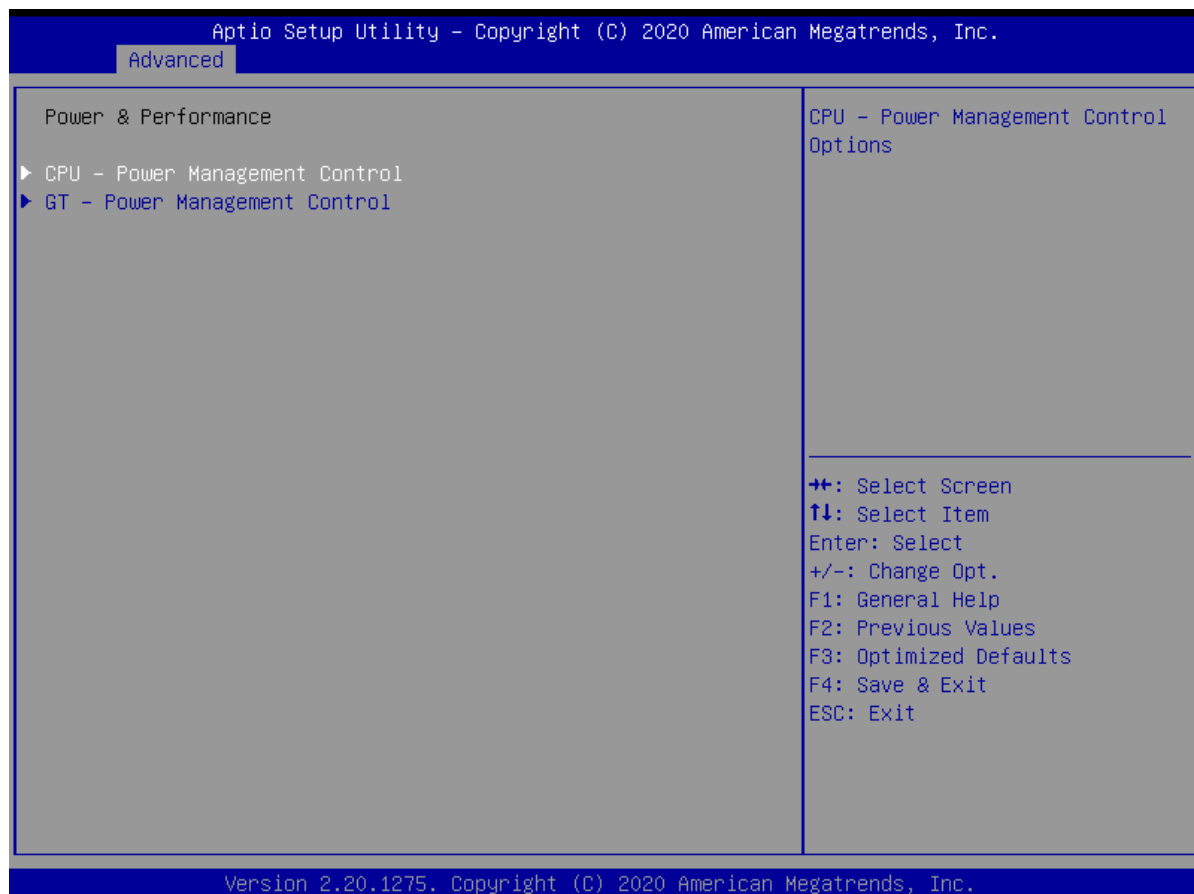 Aptio Setup Utility – Copyright (C) 2020 American Megatrends, Inc.
Advanced
Power & Performance
▶ CPU – Power Management Control
▶ GT – Power Management Control
CPU – Power Management Control
Options
→←: Select Screen
↑↓: Select Item
Enter: Select
+/-: Change Opt.
F1: General Help
F2: Previous Values
F3: Optimized Defaults
F4: Save & Exit
ESC: Exit
Version 2.20.1275. Copyright (C) 2020 American Megatrends, Inc.